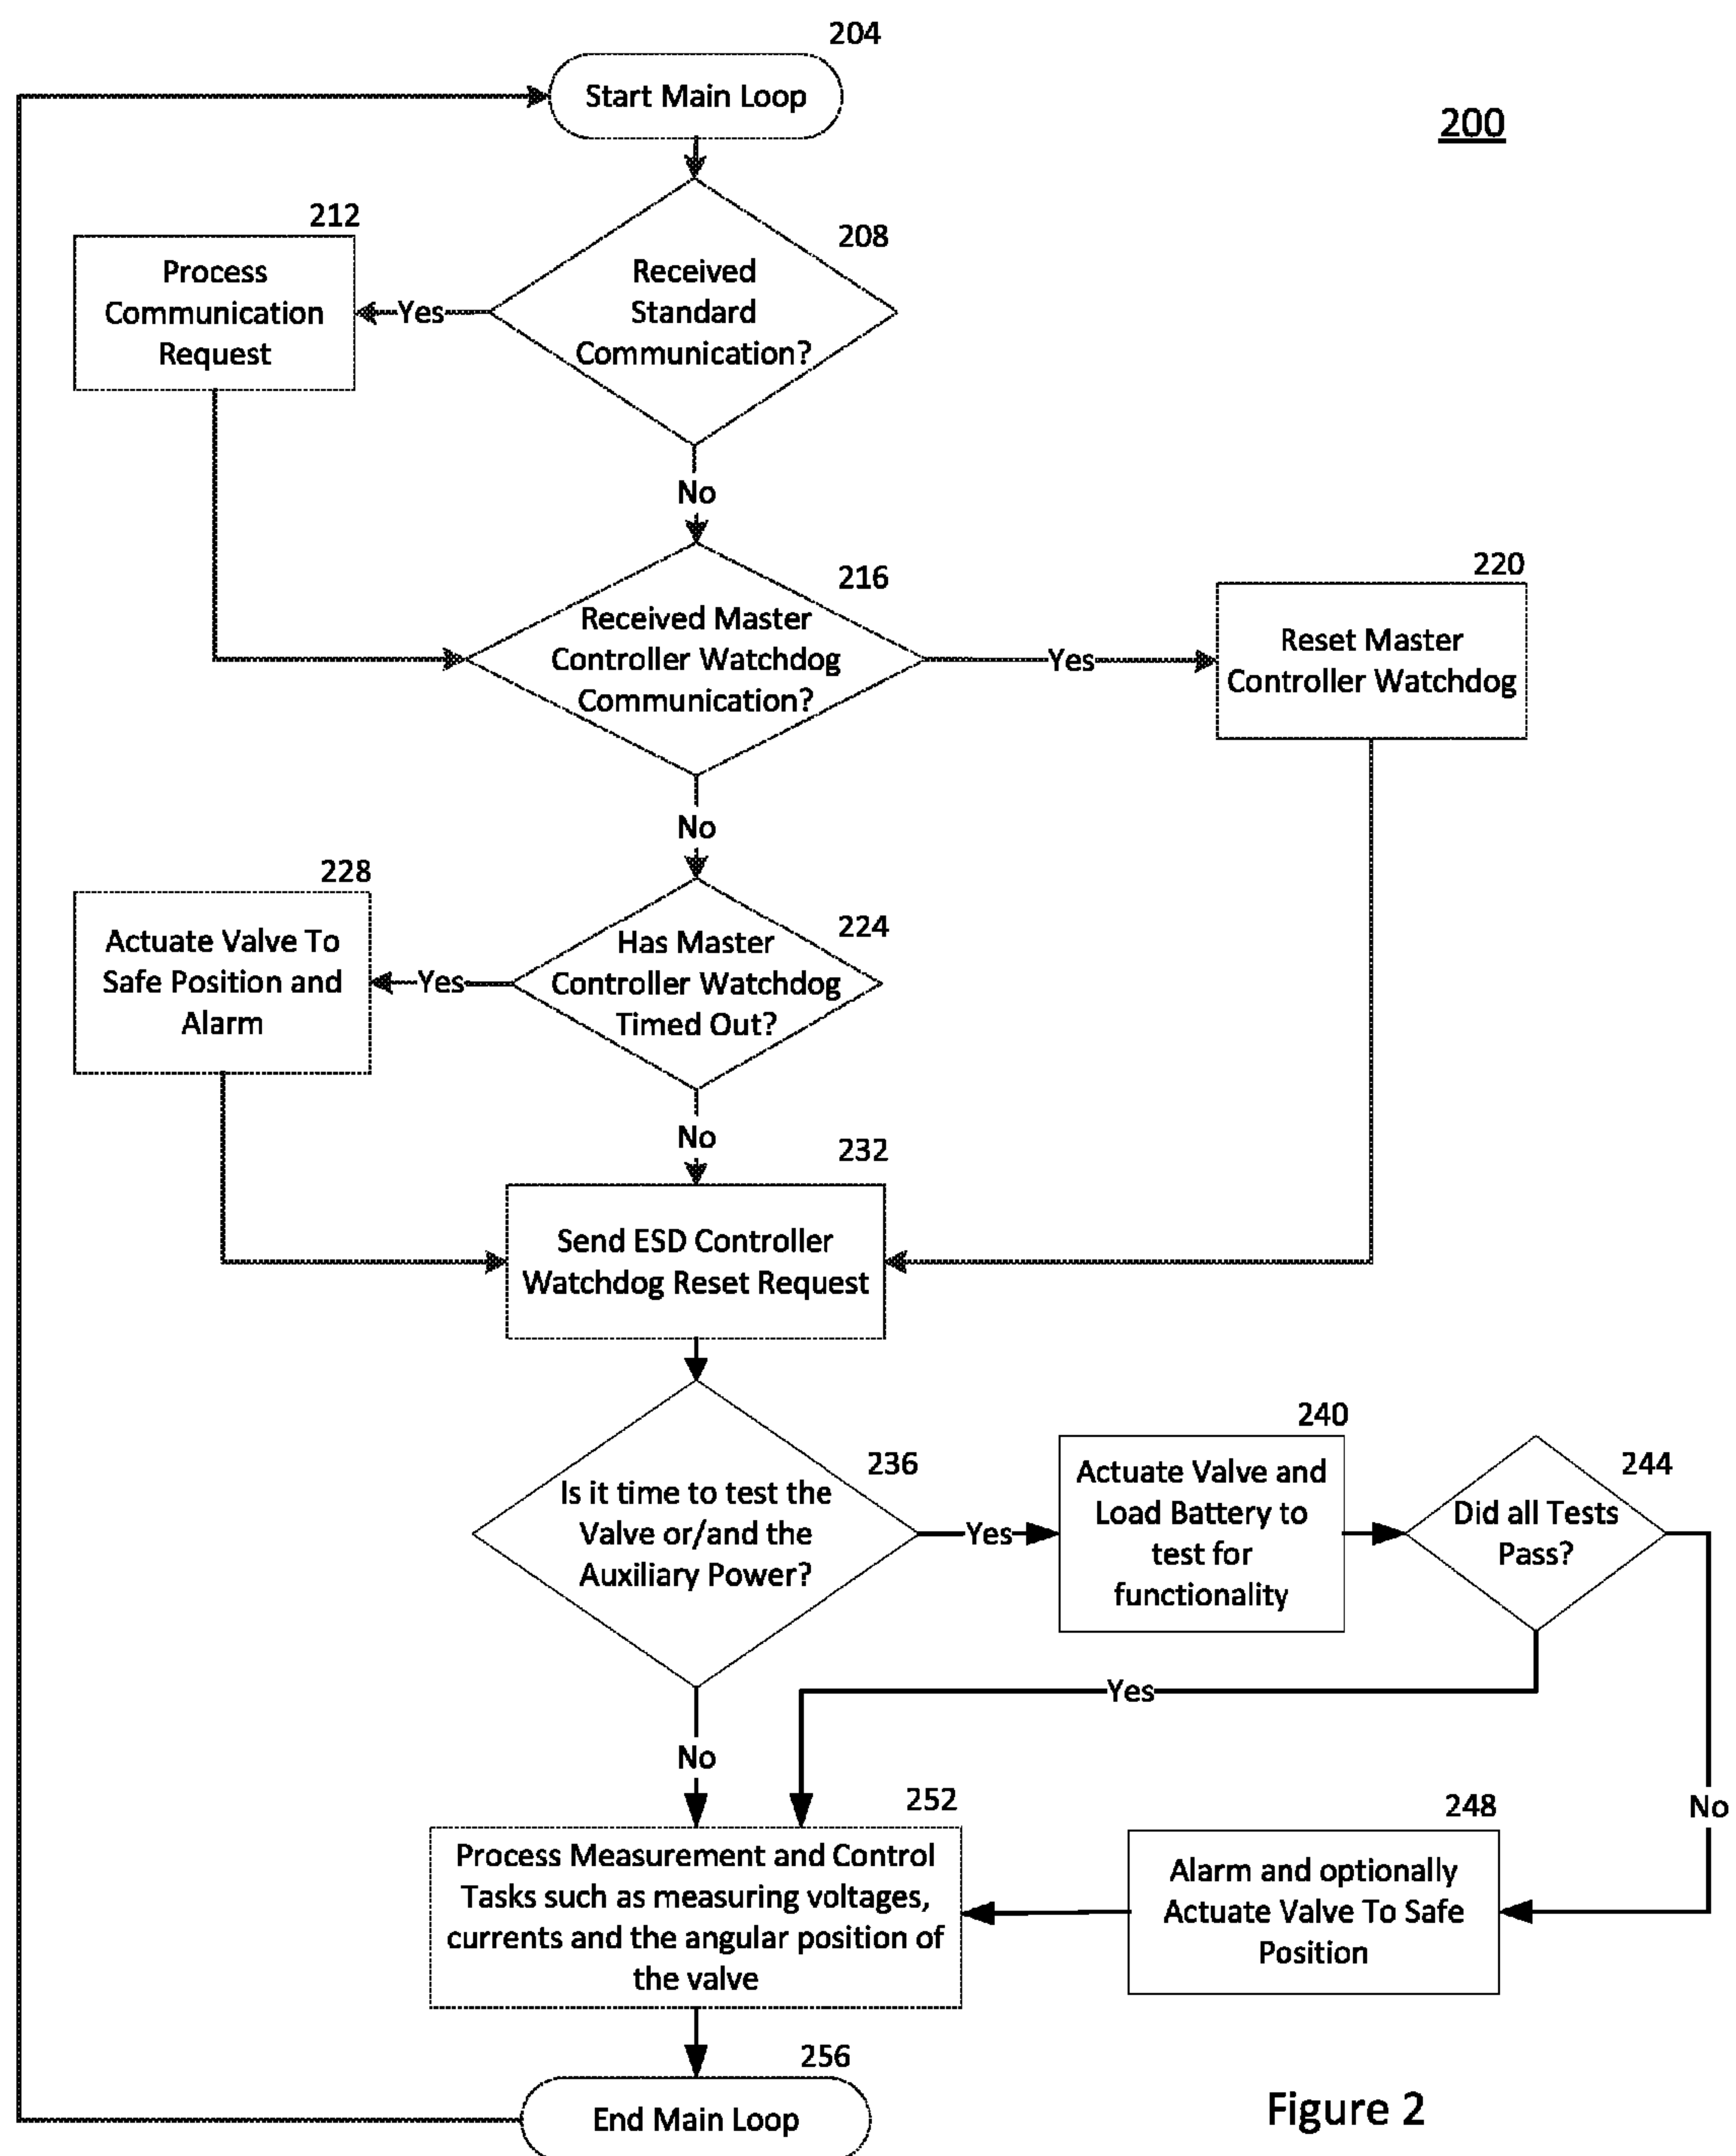 204
Start Main Loop
200
212
Process
Communication
Request
Yes
208
Received
Standard
Communication?
No
216
Received Master
Controller Watchdog
Communication?
Yes
220
Reset Master
Controller Watchdog
No
228
Actuate Valve To
Safe Position and
Alarm
Yes
224
Has Master
Controller Watchdog
Timed Out?
No
232
Send ESD Controller
Watchdog Reset Request
236
Is it time to test the
Valve or/and the
Auxiliary Power?
Yes
240
Actuate Valve and
Load Battery to
test for
functionality
244
Did all Tests
Pass?
Yes
No
No
252
Process Measurement and Control
Tasks such as measuring voltages,
currents and the angular position of
the valve
248
Alarm and optionally
Actuate Valve To Safe
Position
256
End Main Loop
Figure 2